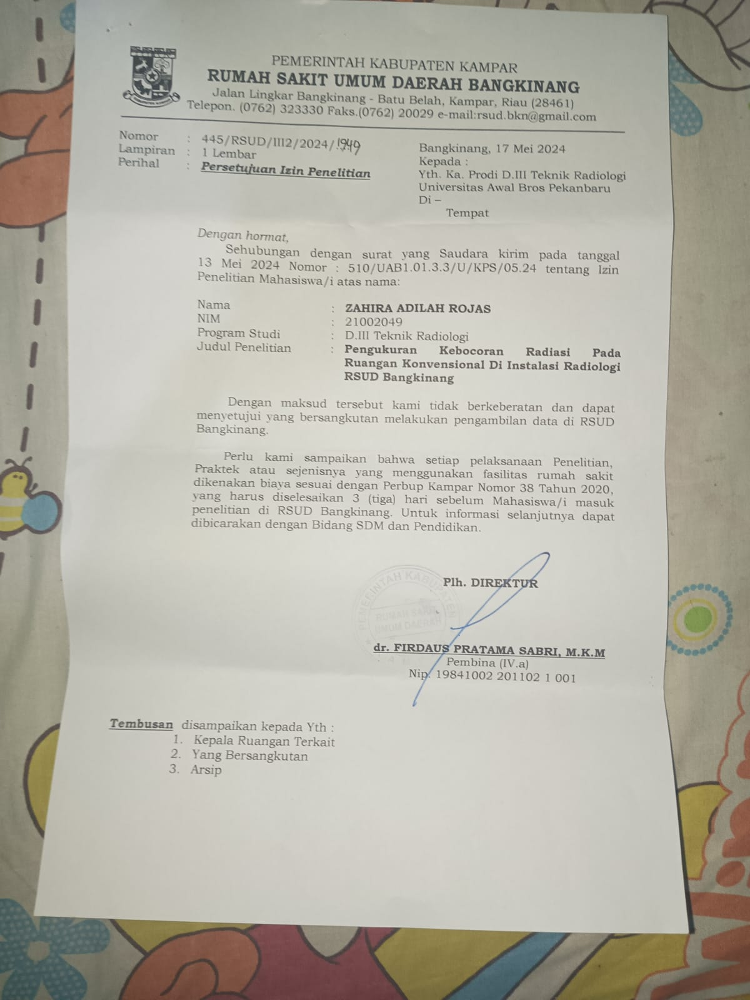 PEMERINTAH KABUPATEN KAMPAR
RUMAH SAKIT UMUM DAERAH BANGKINANG
Jalan Lingkar Bangkinang - Batu Belah, Kampar, Riau (28461)
Telepon. (0762) 323330 Faks.(0762) 20029 e-mail:rsud.bkn@gmail.com
Nomor : 445/RSUD/III2/2024/1949
Lampiran : 1 Lembar
Perihal : Persetujuan Izin Penelitian
Bangkinang, 17 Mei 2024
Kepada :
Yth. Ka. Prodi D.III Teknik Radiologi
Universitas Awal Bros Pekanbaru
Di –
Tempat
Dengan hormat,
Sehubungan dengan surat yang Saudara kirim pada tanggal
13 Mei 2024 Nomor : 510/UAB1.01.3.3/U/KPS/05.24 tentang Izin
Penelitian Mahasiswa/i atas nama:
Nama : ZAHIRA ADILAH ROJAS
NIM : 21002049
Program Studi : D.III Teknik Radiologi
Judul Penelitian : Pengukuran Kebocoran Radiasi Pada
Ruangan Konvensional Di Instalasi Radiologi
RSUD Bangkinang
Dengan maksud tersebut kami tidak berkeberatan dan dapat
menyetujui yang bersangkutan melakukan pengambilan data di RSUD
Bangkinang.
Perlu kami sampaikan bahwa setiap pelaksanaan Penelitian,
Praktek atau sejenisnya yang menggunakan fasilitas rumah sakit
dikenakan biaya sesuai dengan Perbup Kampar Nomor 38 Tahun 2020,
yang harus diselesaikan 3 (tiga) hari sebelum Mahasiswa/i masuk
penelitian di RSUD Bangkinang. Untuk informasi selanjutnya dapat
dibicarakan dengan Bidang SDM dan Pendidikan.
Plh. DIREKTUR
PEMERINTAH KABUPATEN
RUMAH SAKIT
UMUM DAERAH
dr. FIRDAUS PRATAMA SABRI, M.K.M
Pembina (IV.a)
Nip. 19841002 201102 1 001
Tembusan disampaikan kepada Yth :
1. Kepala Ruangan Terkait
2. Yang Bersangkutan
3. Arsip